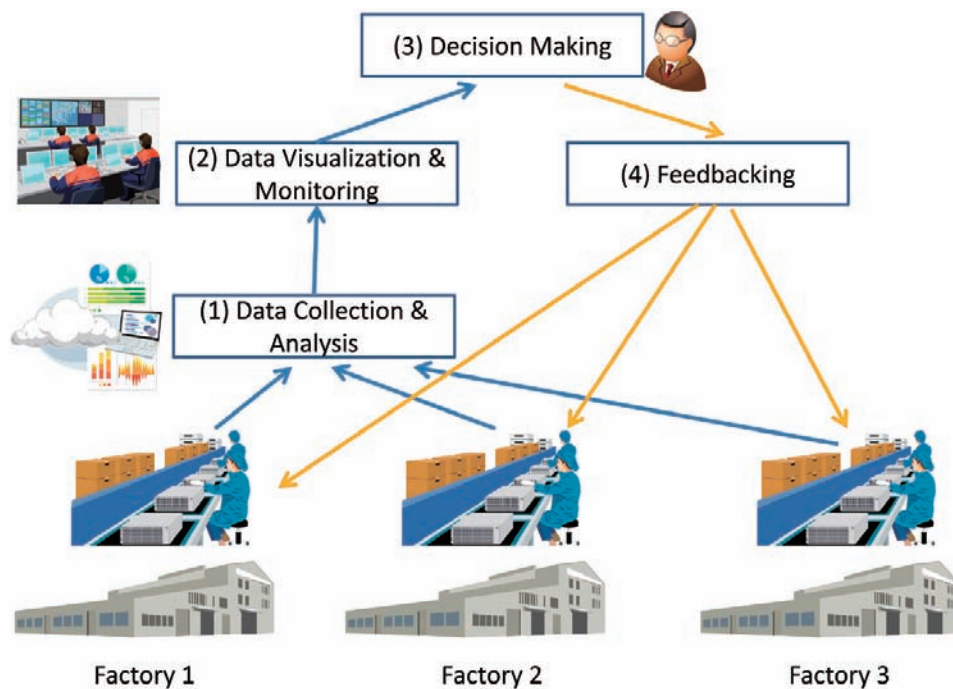 (3) Decision Making
(2) Data Visualization &
Monitoring
(4) Feedbacking
(1) Data Collection &
Analysis
Factory 1
Factory 2
Factory 3